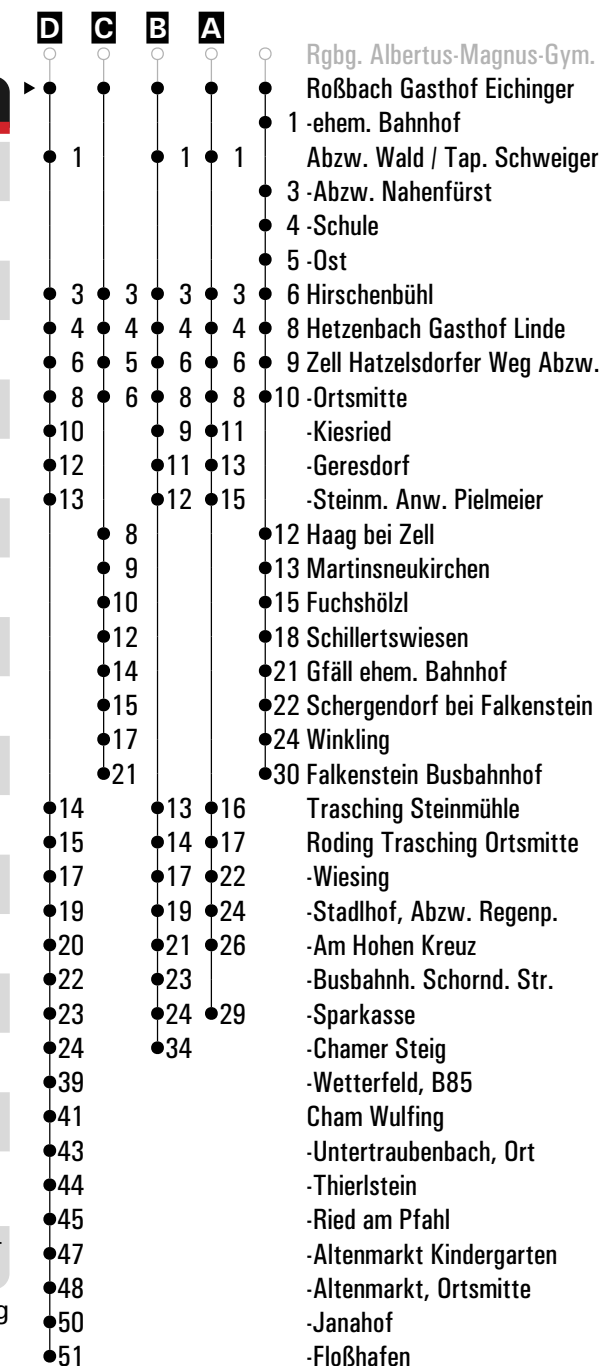 D C B A
Rgbg. Albertus-Magnus-Gym.
Roßbach Gasthof Eichinger
1 -ehem. Bahnhof
1 1 1 Abzw. Wald / Tap. Schweiger
3 -Abzw. Nahenfürst
4 -Schule
5 -Ost
3 3 3 3 6 Hirschenbühl
4 4 4 4 8 Hetzenbach Gasthof Linde
6 5 6 6 9 Zell Hatzelsdorfer Weg Abzw.
8 6 8 8 10 -Ortsmitte
10 9 11 -Kiesried
12 11 13 -Geresdorf
13 12 15 -Steinm. Anw. Pielmeier
8 12 Haag bei Zell
9 13 Martinsneukirchen
10 15 Fuchshölzl
12 18 Schillertswiesen
14 21 Gfäll ehem. Bahnhof
15 22 Schergendorf bei Falkenstein
17 24 Winkling
21 30 Falkenstein Busbahnhof
14 13 16 Trasching Steinmühle
15 14 17 Roding Trasching Ortsmitte
17 17 22 -Wiesing
19 19 24 -Stadlhof, Abzw. Regenp.
20 21 26 -Am Hohen Kreuz
22 23 -Busbahnh. Schornd. Str.
23 24 29 -Sparkasse
24 34 -Chamer Steig
39 -Wetterfeld, B85
41 Cham Wulfing
43 -Untertraubenbach, Ort
44 -Thierlstein
45 -Ried am Pfahl
47 -Altenmarkt Kindergarten
48 -Altenmarkt, Ortsmitte
g 50 -Janahof
51 -Floßhafen